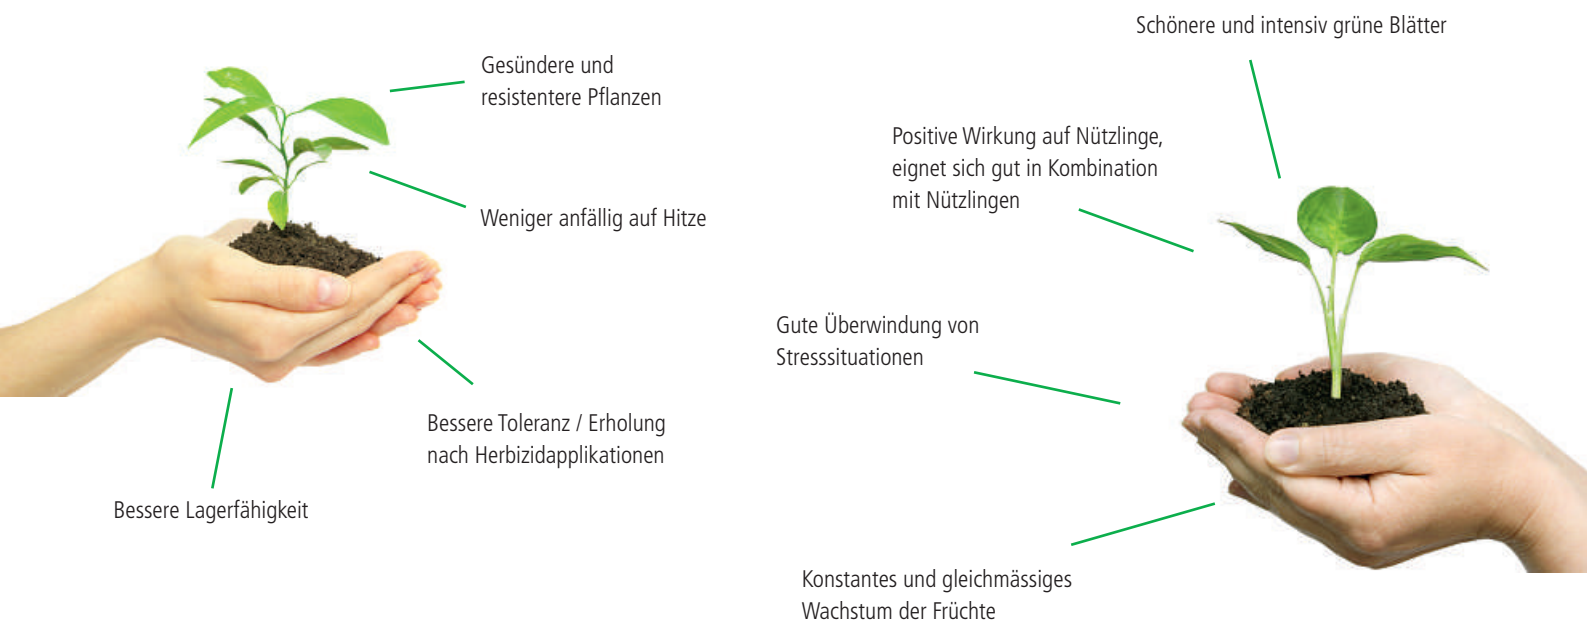 Gesündere und
resistentere Pflanzen
Weniger anfällig auf Hitze
Bessere Toleranz / Erholung
nach Herbizidapplikationen
Bessere Lagerfähigkeit
Schönere und intensiv grüne Blätter
Positive Wirkung auf Nützlinge,
eignet sich gut in Kombination
mit Nützlingen
Gute Überwindung von
Stresssituationen
Konstantes und gleichmässiges
Wachstum der Früchte